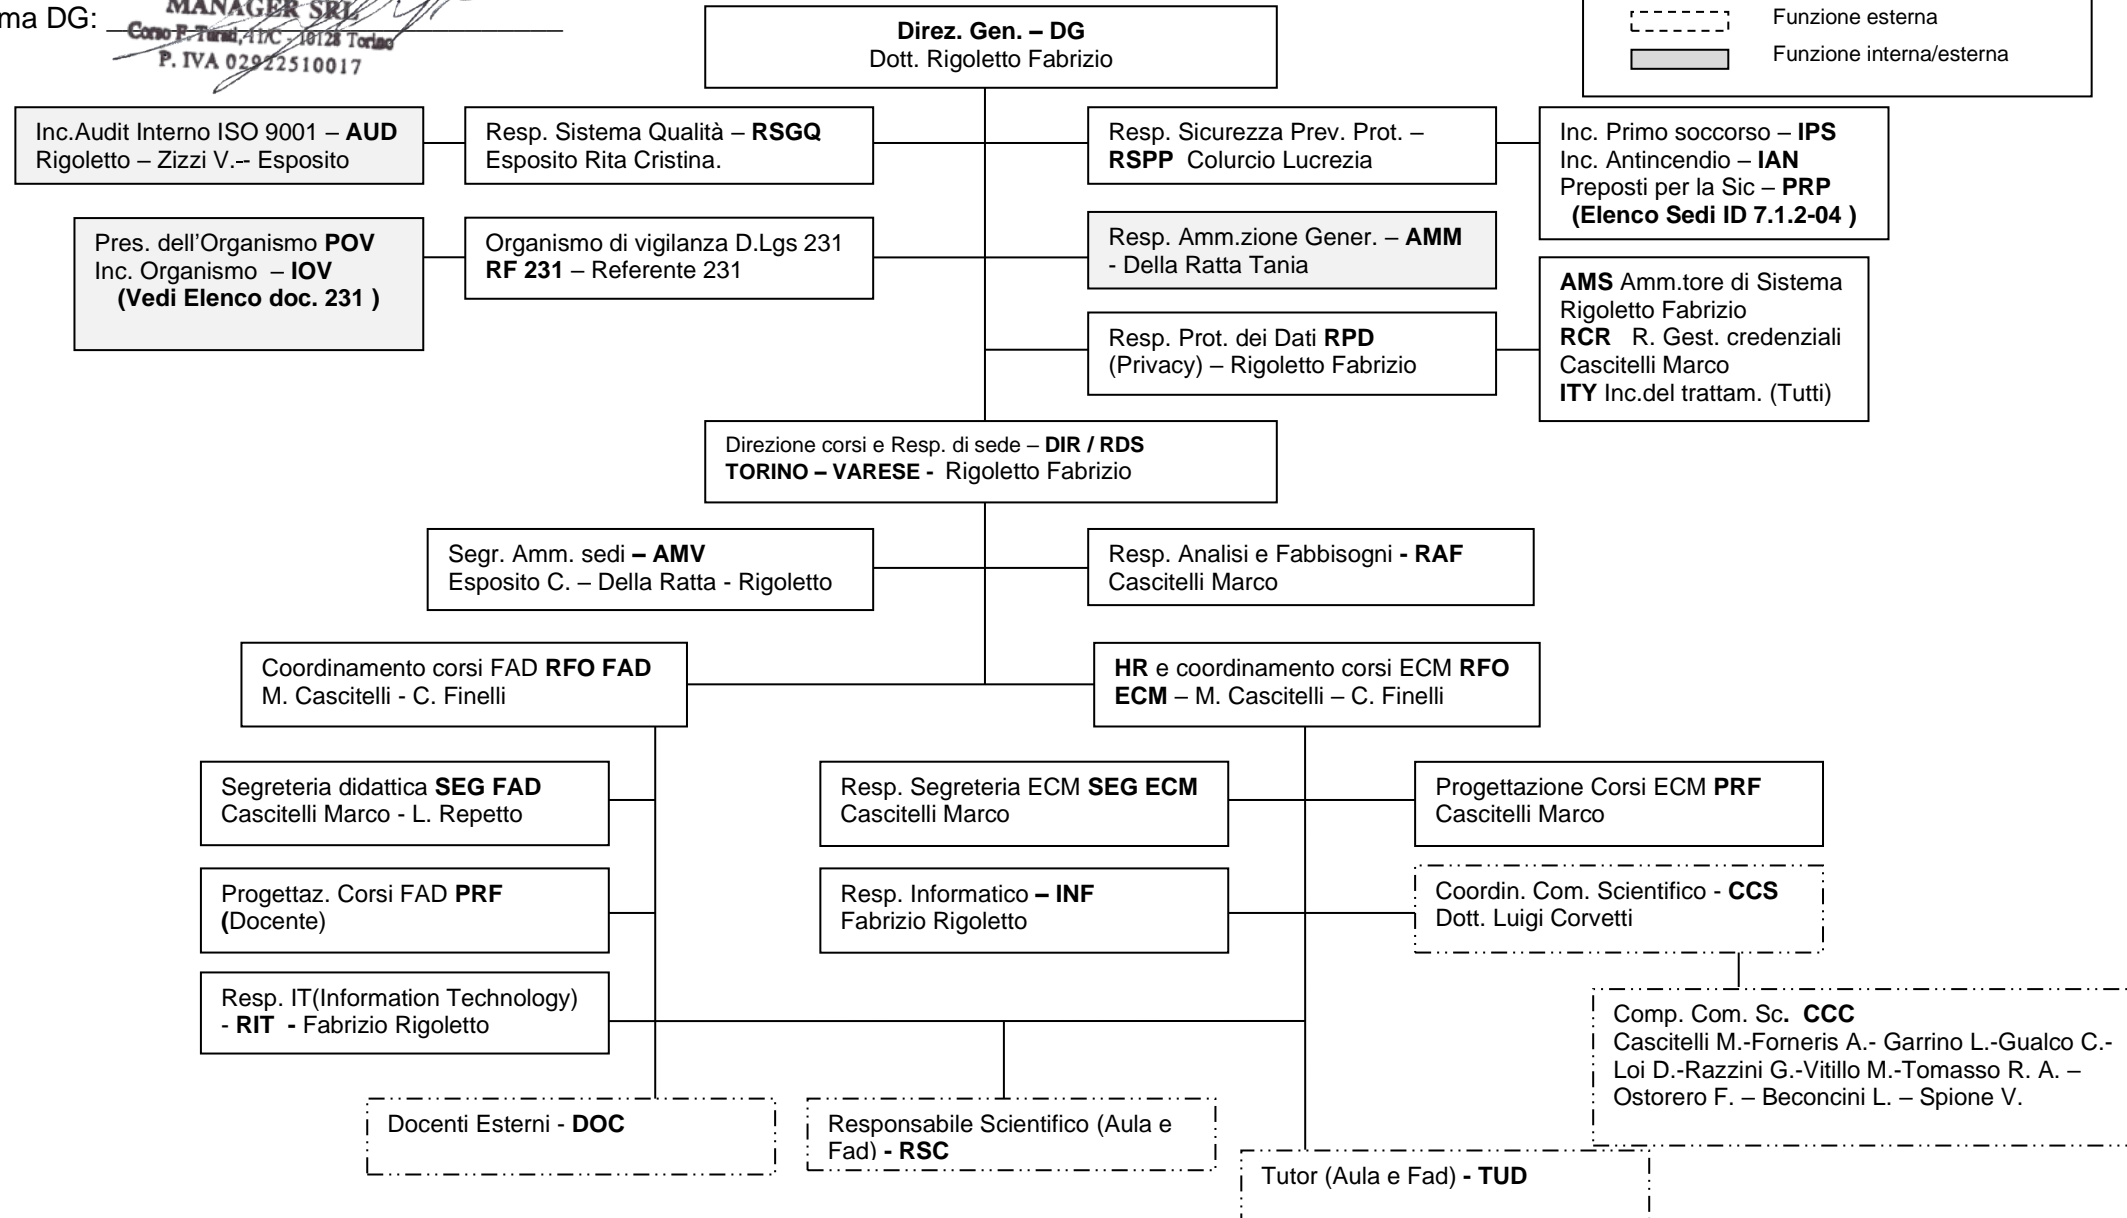 ma DG:
MANAGER SRL
Corso F. Turati, 11/C - 10128 Torino
P. IVA 02922510017
Funzione esterna
Funzione interna/esterna
Direz. Gen. – DG
Dott. Rigoletto Fabrizio
Inc.Audit Interno ISO 9001 – AUD
Rigoletto – Zizzi V.-- Esposito
Resp. Sistema Qualità – RSGQ
Esposito Rita Cristina.
Resp. Sicurezza Prev. Prot. –
RSPP Colurcio Lucrezia
Inc. Primo soccorso – IPS
Inc. Antincendio – IAN
Preposti per la Sic – PRP
(Elenco Sedi ID 7.1.2-04 )
Pres. dell'Organismo POV
Inc. Organismo – IOV
(Vedi Elenco doc. 231 )
Organismo di vigilanza D.Lgs 231
RF 231 – Referente 231
Resp. Amm.zione Gener. – AMM
- Della Ratta Tania
Resp. Prot. dei Dati RPD
(Privacy) – Rigoletto Fabrizio
AMS Amm.tore di Sistema
Rigoletto Fabrizio
RCR R. Gest. credenziali
Cascitelli Marco
ITY Inc.del trattam. (Tutti)
Direzione corsi e Resp. di sede – DIR / RDS
TORINO – VARESE - Rigoletto Fabrizio
Segr. Amm. sedi – AMV
Esposito C. – Della Ratta - Rigoletto
Resp. Analisi e Fabbisogni - RAF
Cascitelli Marco
Coordinamento corsi FAD RFO FAD
M. Cascitelli - C. Finelli
HR e coordinamento corsi ECM RFO
ECM – M. Cascitelli – C. Finelli
Segreteria didattica SEG FAD
Cascitelli Marco - L. Repetto
Resp. Segreteria ECM SEG ECM
Cascitelli Marco
Progettazione Corsi ECM PRF
Cascitelli Marco
Progettaz. Corsi FAD PRF
(Docente)
Resp. Informatico – INF
Fabrizio Rigoletto
Coordin. Com. Scientifico - CCS
Dott. Luigi Corvetti
Resp. IT(Information Technology)
- RIT - Fabrizio Rigoletto
Comp. Com. Sc. CCC
Cascitelli M.-Forneris A.- Garrino L.-Gualco C.-
Loi D.-Razzini G.-Vitillo M.-Tomasso R. A. –
Ostorero F. – Beconcini L. – Spione V.
Docenti Esterni - DOC
Responsabile Scientifico (Aula e
Fad) - RSC
Tutor (Aula e Fad) - TUD